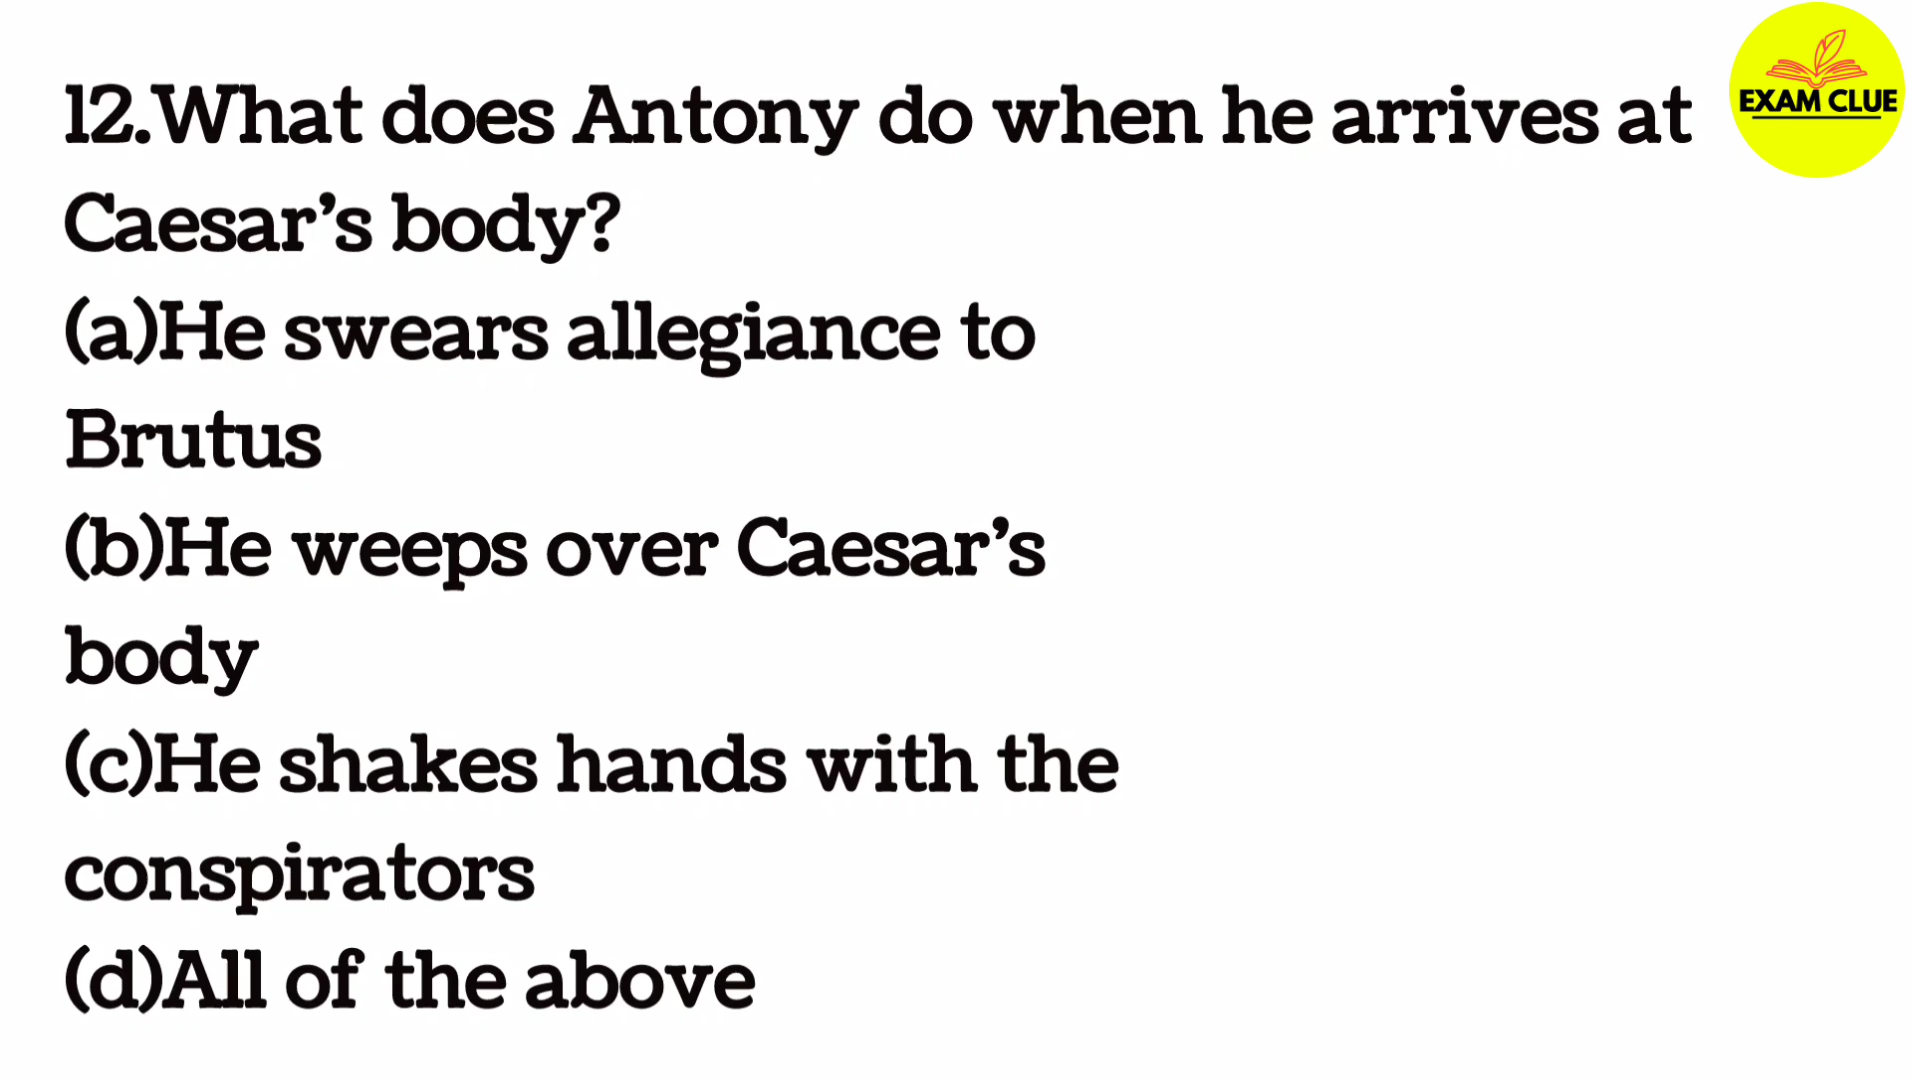 12.What does Antony do when he arrives at
Caesar’s body?
(a)He swears allegiance to
Brutus
(b)He weeps over Caesar’s
body
(c)He shakes hands with the
conspirators
(d)All of the above
EXAM CLUE